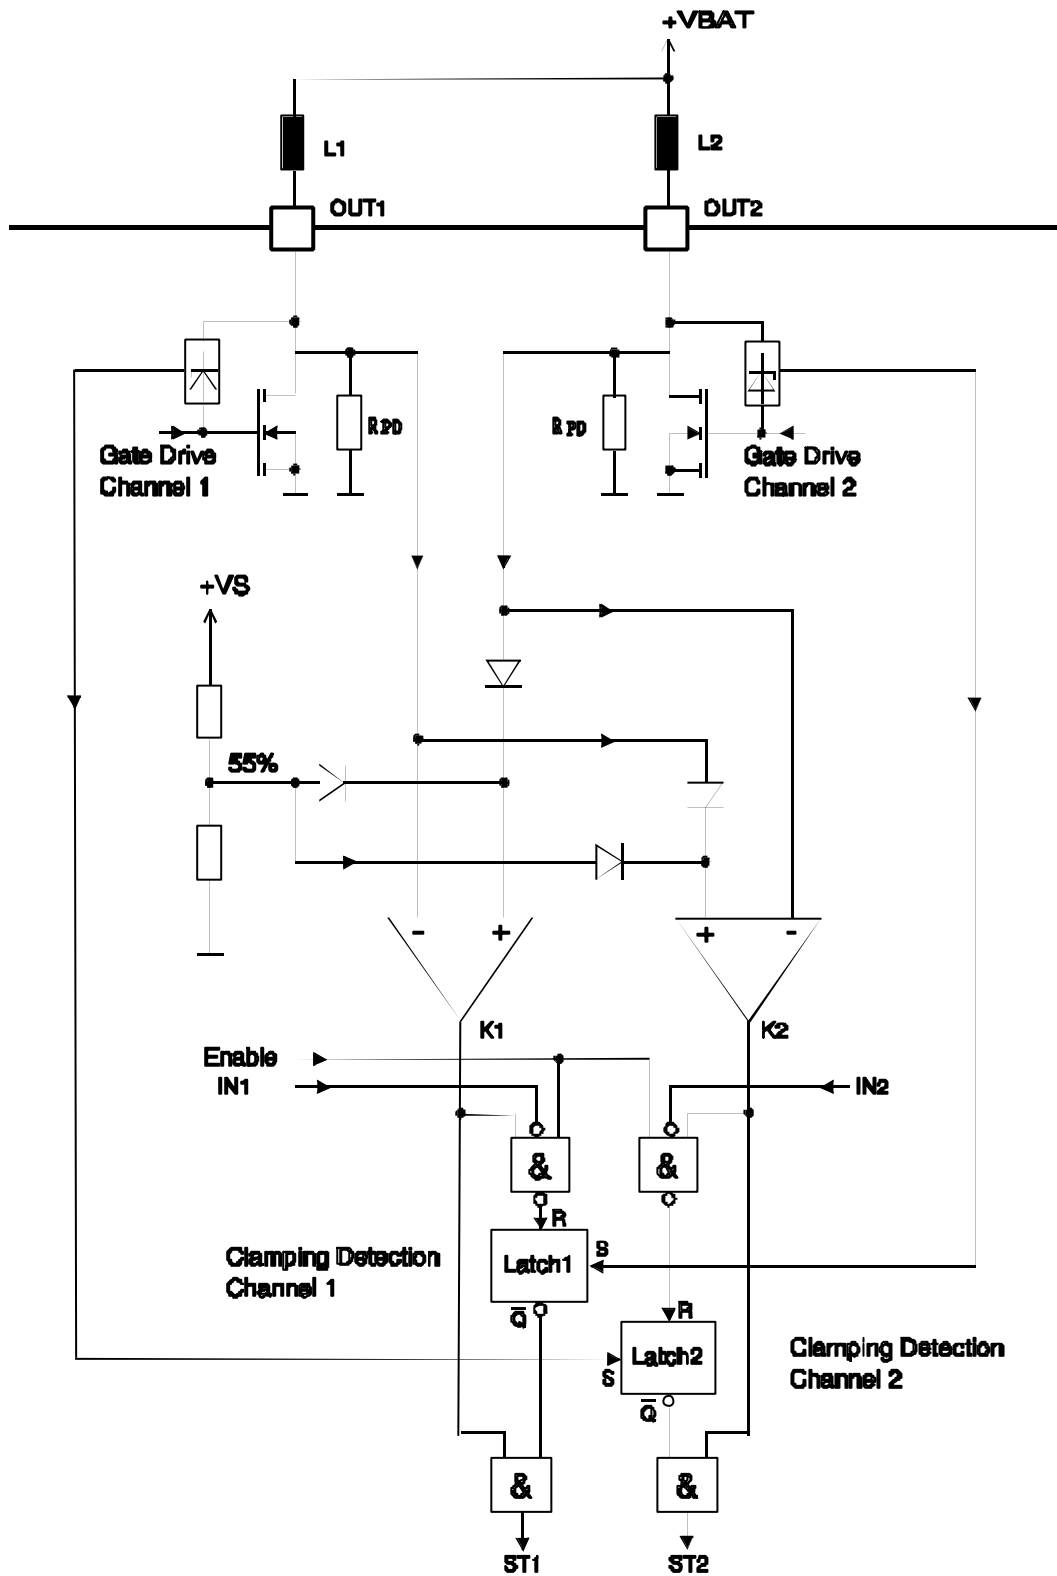 +VBAT
L1
L2
OUT1
OUT2
RPD
RPD
Gate Drive
Channel 1
Gate Drive
Channel 2
+VS
55%
-
+
+
-
K1
K2
Enable
IN1
IN2
&
&
R
Latch1
S
Clamping Detection
Channel 1
Q̅
R
Latch2
S
Clamping Detection
Channel 2
Q̅
&
&
ST1
ST2